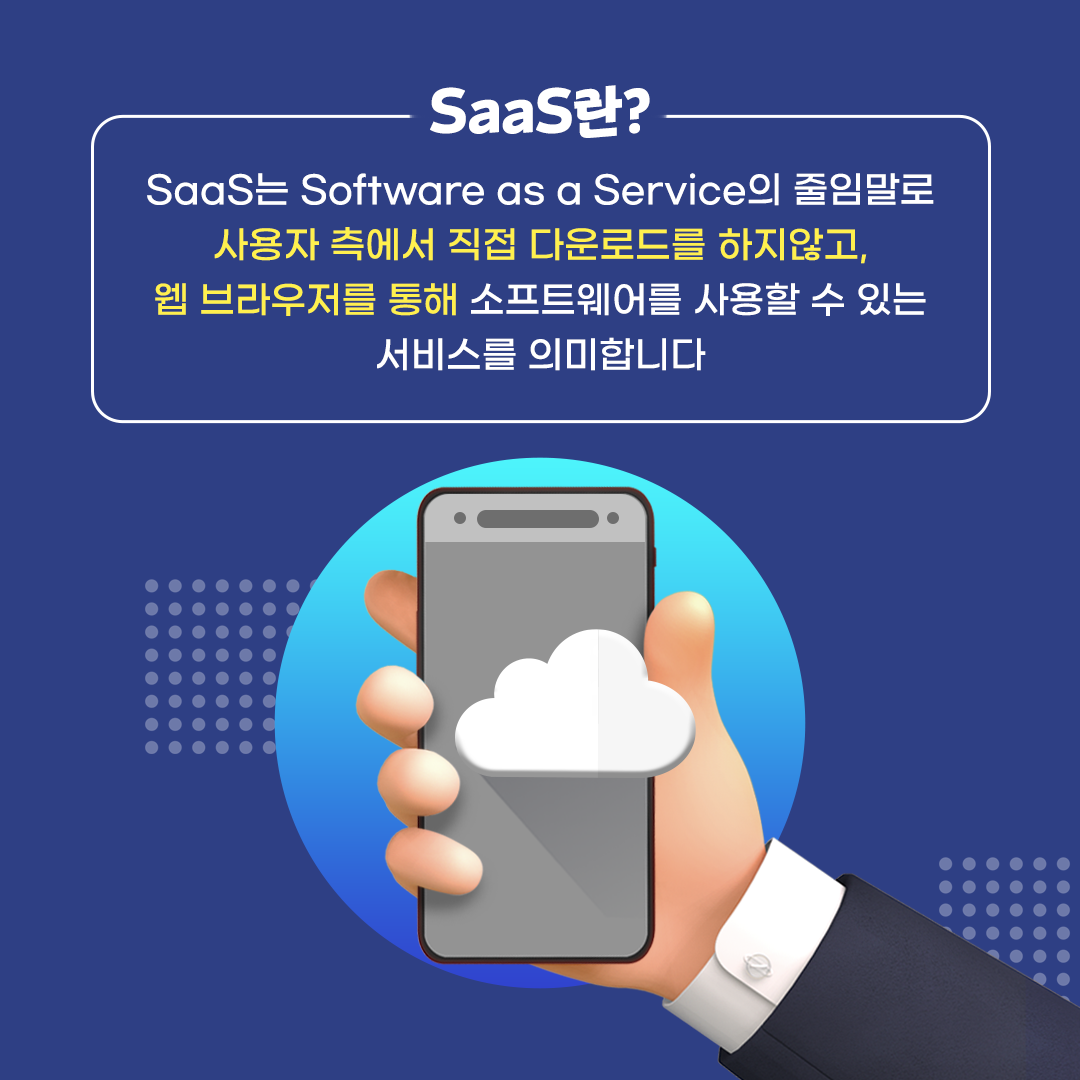 SaaS란?
SaaS는 Software as a Service의 줄임말로
사용자 측에서 직접 다운로드를 하지않고,
웹 브라우저를 통해 소프트웨어를 사용할 수 있는
서비스를 의미합니다